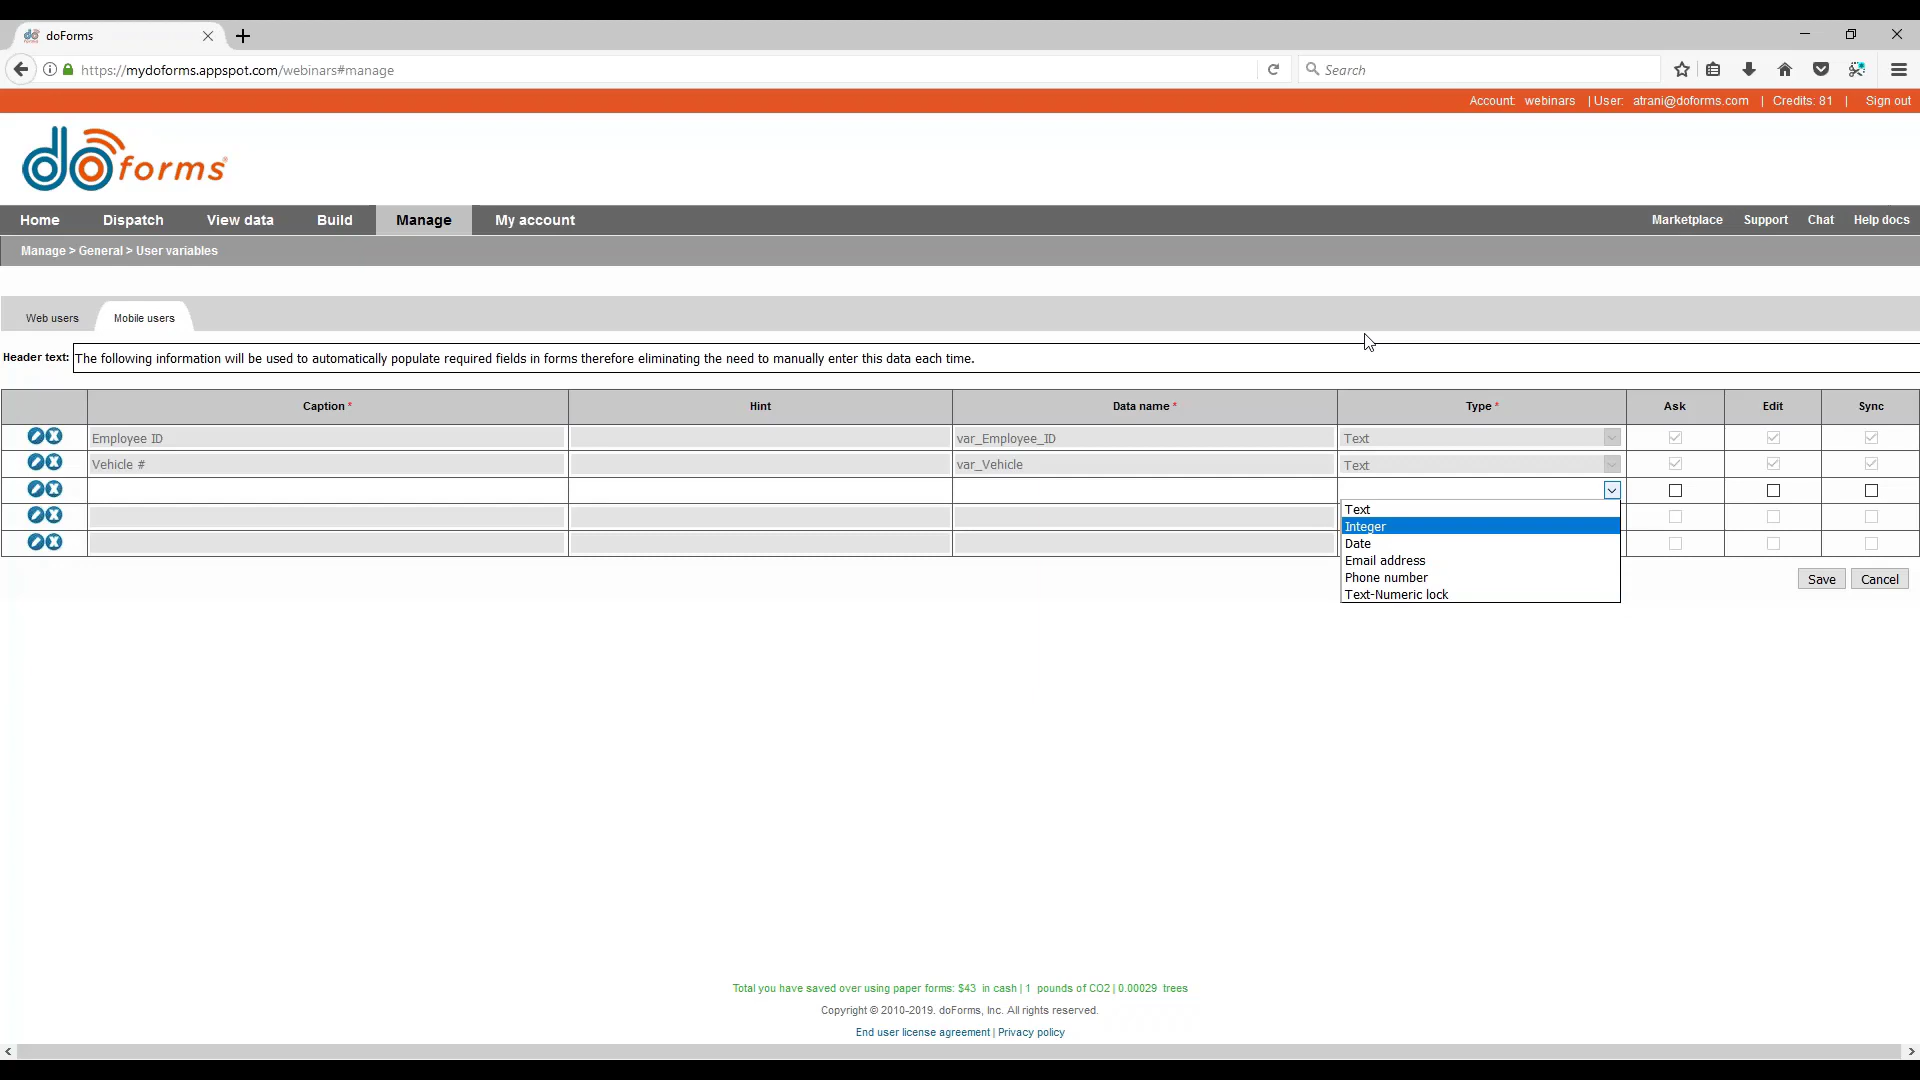 doForms
https://mydoforms.appspot.com/webinars#manage
Search
Account: webinars | User: atrani@doforms.com | Credits: 81 | Sign out
doforms®
Home Dispatch View data Build Manage My account Marketplace Support Chat Help docs
Manage > General > User variables
Web users Mobile users
Header text: The following information will be used to automatically populate required fields in forms therefore eliminating the need to manually enter this data each time.
Caption * Hint Data name * Type * Ask Edit Sync
Employee ID var_Employee_ID Text
Vehicle # var_Vehicle Text
Text
Integer
Date
Email address
Phone number
Text-Numeric lock
Save Cancel
Total you have saved over using paper forms: $43 in cash | 1 pounds of CO2 | 0.00029 trees
Copyright © 2010-2019. doForms, Inc. All rights reserved.
End user license agreement | Privacy policy